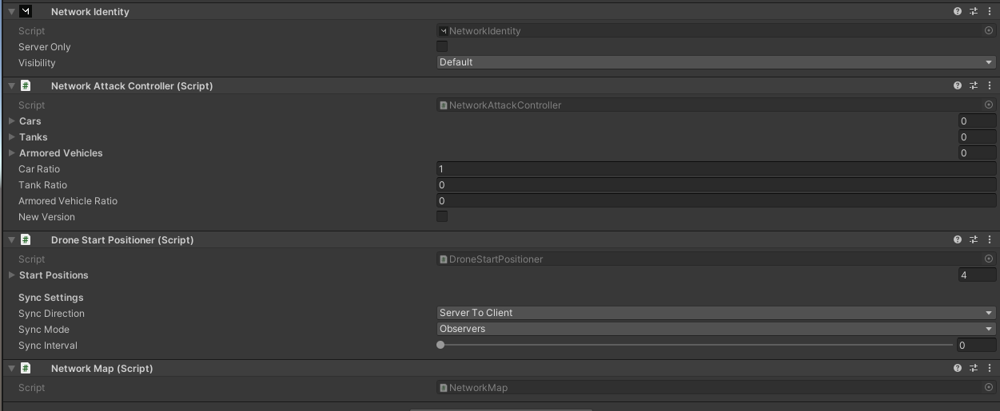 Network Identity
Script NetworkIdentity
Server Only
Visibility Default
# Network Attack Controller (Script)
Script # NetworkAttackController
Cars 0
Tanks 0
Armored Vehicles 0
Car Ratio 1
Tank Ratio 0
Armored Vehicle Ratio 0
New Version
# Drone Start Positioner (Script)
Script # DroneStartPositioner
Start Positions 4
Sync Settings
Sync Direction Server To Client
Sync Mode Observers
Sync Interval 0
# Network Map (Script)
Script # NetworkMap